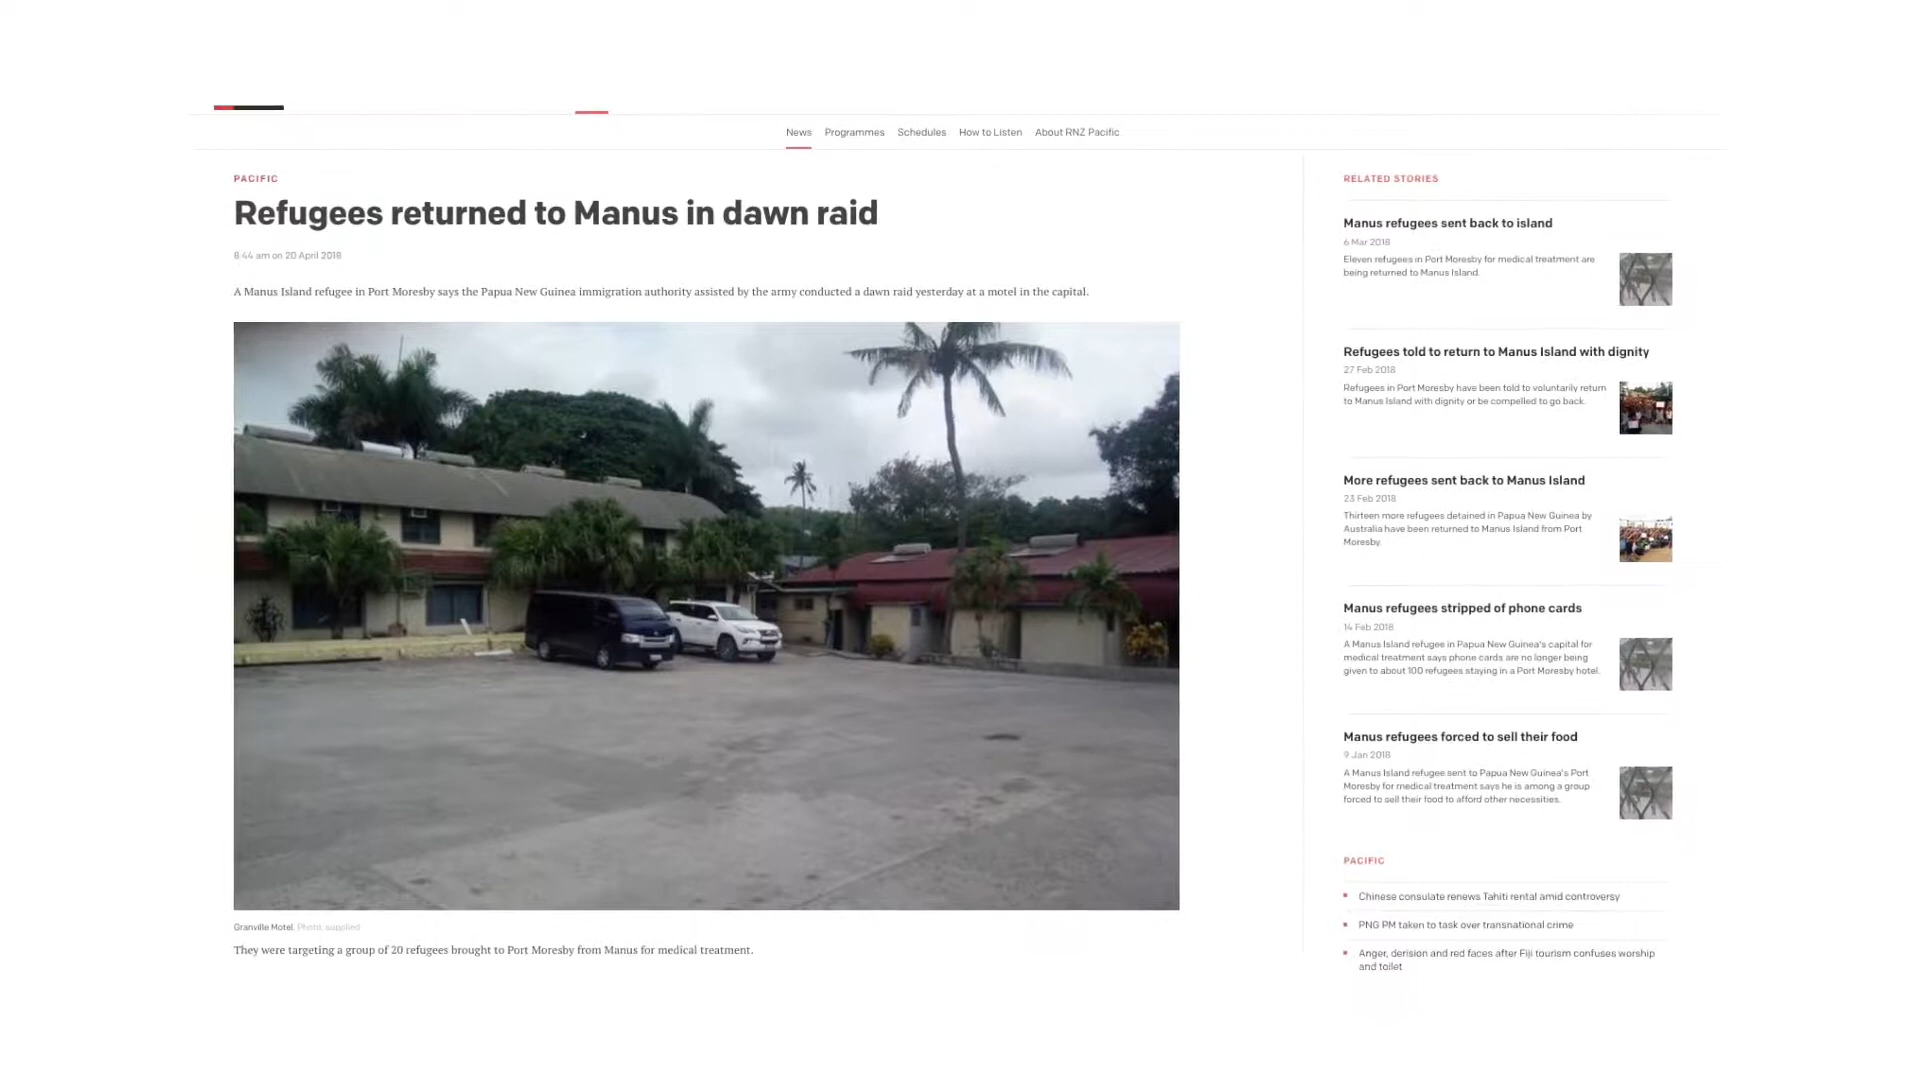 News Programmes Schedules How to Listen About RNZ Pacific
PACIFIC
Refugees returned to Manus in dawn raid
6:44 am on 20 April 2018
A Manus Island refugee in Port Moresby says the Papua New Guinea immigration authority assisted by the army conducted a dawn raid yesterday at a motel in the capital.
Granville Motel. Photo: supplied
They were targeting a group of 20 refugees brought to Port Moresby from Manus for medical treatment.
RELATED STORIES
Manus refugees sent back to island
6 Mar 2018
Eleven refugees in Port Moresby for medical treatment are
being returned to Manus Island.
Refugees told to return to Manus Island with dignity
27 Feb 2018
Refugees in Port Moresby have been told to voluntarily return
to Manus Island with dignity or be compelled to go back.
More refugees sent back to Manus Island
23 Feb 2018
Thirteen more refugees detained in Papua New Guinea by
Australia have been returned to Manus Island from Port
Moresby.
Manus refugees stripped of phone cards
14 Feb 2018
A Manus Island refugee in Papua New Guinea's capital for
medical treatment says phone cards are no longer being
given to about 100 refugees staying in a Port Moresby hotel.
Manus refugees forced to sell their food
9 Jan 2018
A Manus Island refugee sent to Papua New Guinea's Port
Moresby for medical treatment says he is among a group
forced to sell their food to afford other necessities.
PACIFIC
Chinese consulate renews Tahiti rental amid controversy
PNG PM taken to task over transnational crime
Anger, derision and red faces after Fiji tourism confuses worship
and toilet